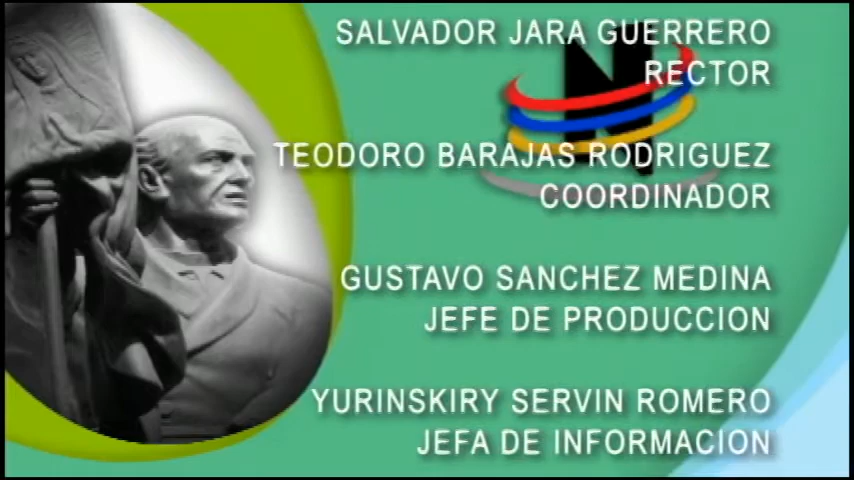 SALVADOR JARA GUERRERO
RECTOR
N
TEODORO BARAJAS RODRIGUEZ
COORDINADOR
GUSTAVO SANCHEZ MEDINA
JEFE DE PRODUCCION
YURINSKIRY SERVIN ROMERO
JEFA DE INFORMACION